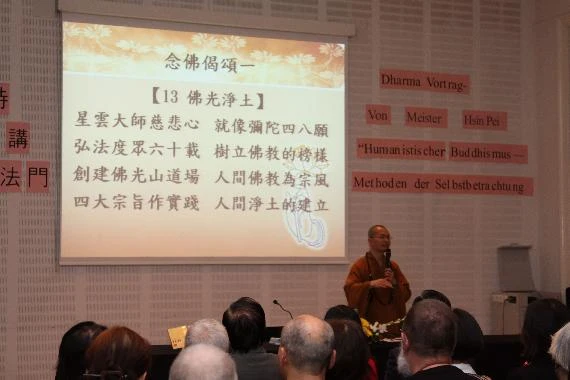 念佛偈頌一
【13 佛光淨土】
星雲大師慈悲心 就像彌陀四八願
弘法度眾六十載 樹立佛教的榜樣
創建佛光山道場 人間佛教為宗風
四大宗旨作實踐 人間淨土的建立
講
法門
Dharma Vortrag-
Von Meister Hsin Pei
“Humanistischer Buddhismus —
Methoden der Selbstbetrachtung